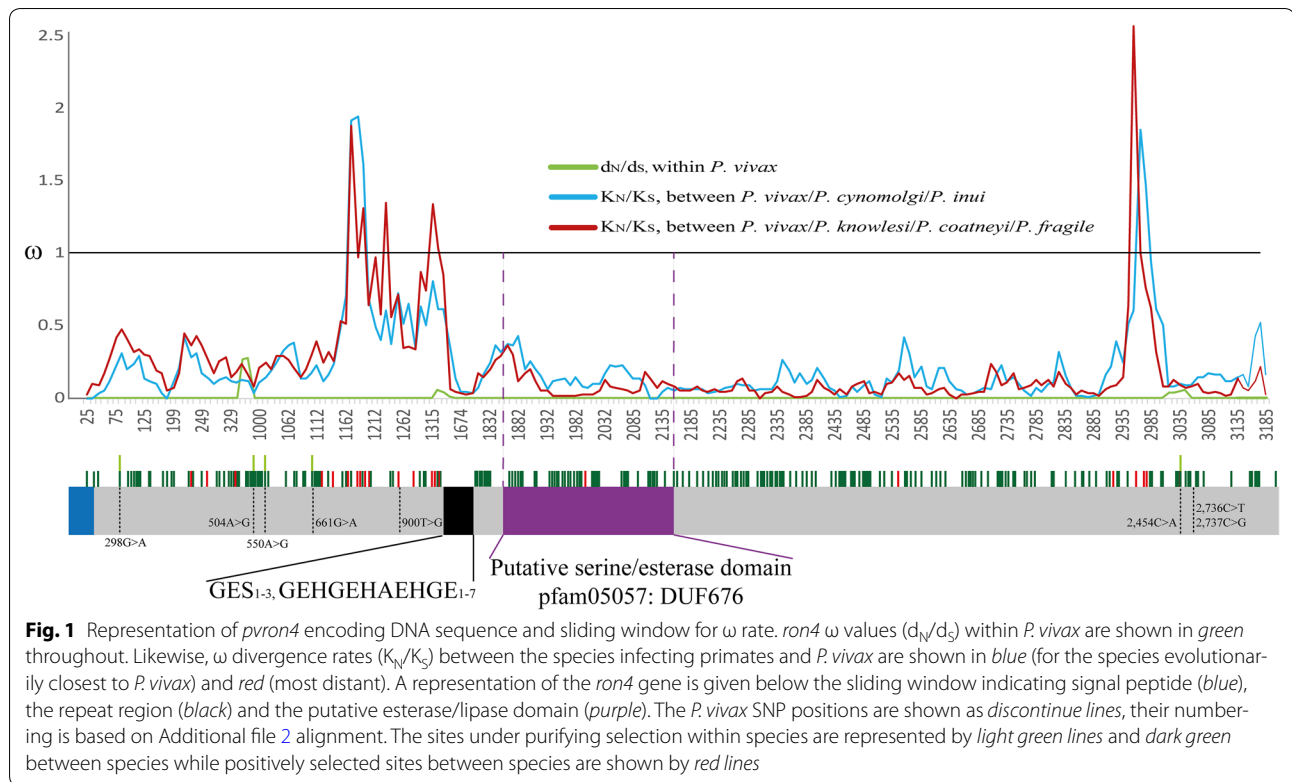 2.5
2
1.5
1
0.5
0
ω
dN/ds, within P. vivax
KN/KS, between P. vivax/P. cynomolgi/P. inui
KN/KS, between P. vivax/P. knowlesi/P. coatneyi/P. fragile
25 75 125 199 249 329 1000 1062 1112 1162 1212 1262 1315 1674 1832 1882 1932 1982 2032 2085 2135 2185 2235 2285 2335 2385 2435 2485 2535 2585 2635 2687 2737 2787 2838 2885 2935 2985 3035 3085 3135 3185
298G>A
504A>G
550A>G
661G>A
900T>G
2,454C>A
2,736C>T
2,737C>G
GES1-3, GEHGEHAEHGE1-7
Putative serine/esterase domain
pfam05057: DUF676
Fig. 1 Representation of pvron4 encoding DNA sequence and sliding window for ω rate. ron4 ω values (dN/dS) within P. vivax are shown in green
throughout. Likewise, ω divergence rates (KN/KS) between the species infecting primates and P. vivax are shown in blue (for the species evolutionar-
ily closest to P. vivax) and red (most distant). A representation of the ron4 gene is given below the sliding window indicating signal peptide (blue),
the repeat region (black) and the putative esterase/lipase domain (purple). The P. vivax SNP positions are shown as discontinue lines, their number-
ing is based on Additional file 2 alignment. The sites under purifying selection within species are represented by light green lines and dark green
between species while positively selected sites between species are shown by red lines